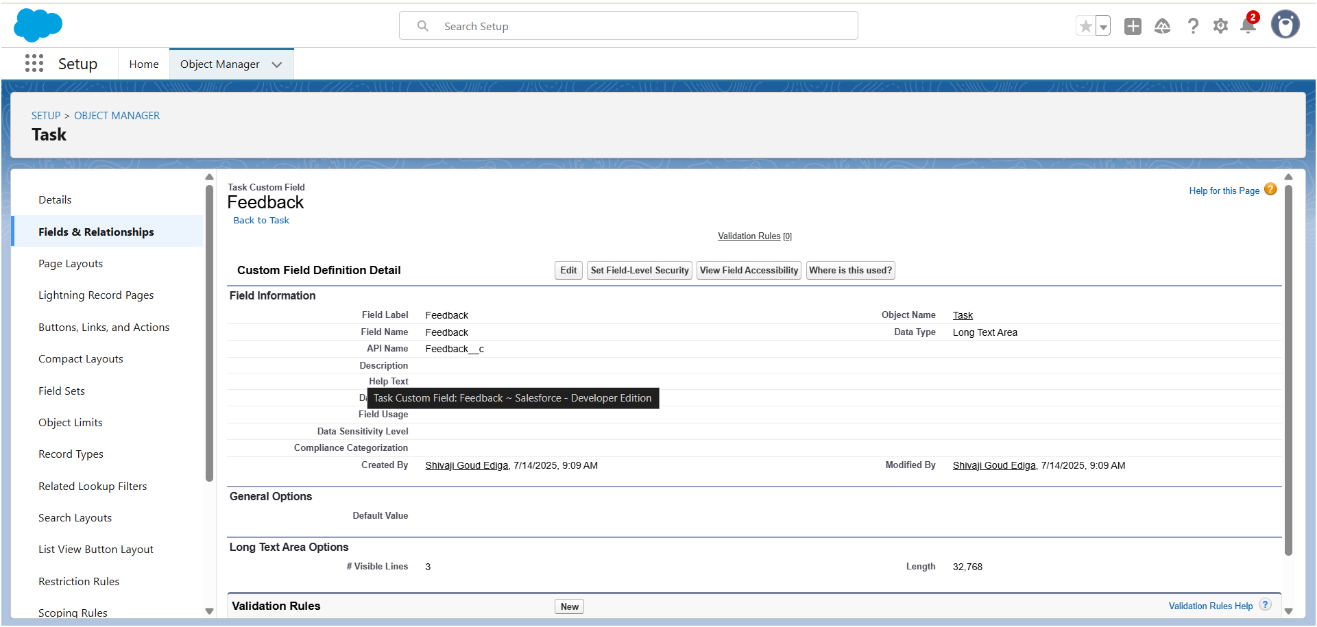 Search Setup
2
Setup
Home
Object Manager
SETUP > OBJECT MANAGER
Task
Details
Fields & Relationships
Page Layouts
Lightning Record Pages
Buttons, Links, and Actions
Compact Layouts
Field Sets
Object Limits
Record Types
Related Lookup Filters
Search Layouts
List View Button Layout
Restriction Rules
Scoping Rules
Task Custom Field
Feedback
Back to Task
Help for this Page ?
Validation Rules [0]
Custom Field Definition Detail
Edit
Set Field-Level Security
View Field Accessibility
Where is this used?
Field Information
Field Label Feedback Object Name Task
Field Name Feedback Data Type Long Text Area
API Name Feedback__c
Description
Help Text
Task Custom Field: Feedback ~ Salesforce - Developer Edition
Field Usage
Data Sensitivity Level
Compliance Categorization
Created By Shivaji Goud Ediga, 7/14/2025, 9:09 AM Modified By Shivaji Goud Ediga, 7/14/2025, 9:09 AM
General Options
Default Value
Long Text Area Options
# Visible Lines 3 Length 32,768
Validation Rules New Validation Rules Help ?